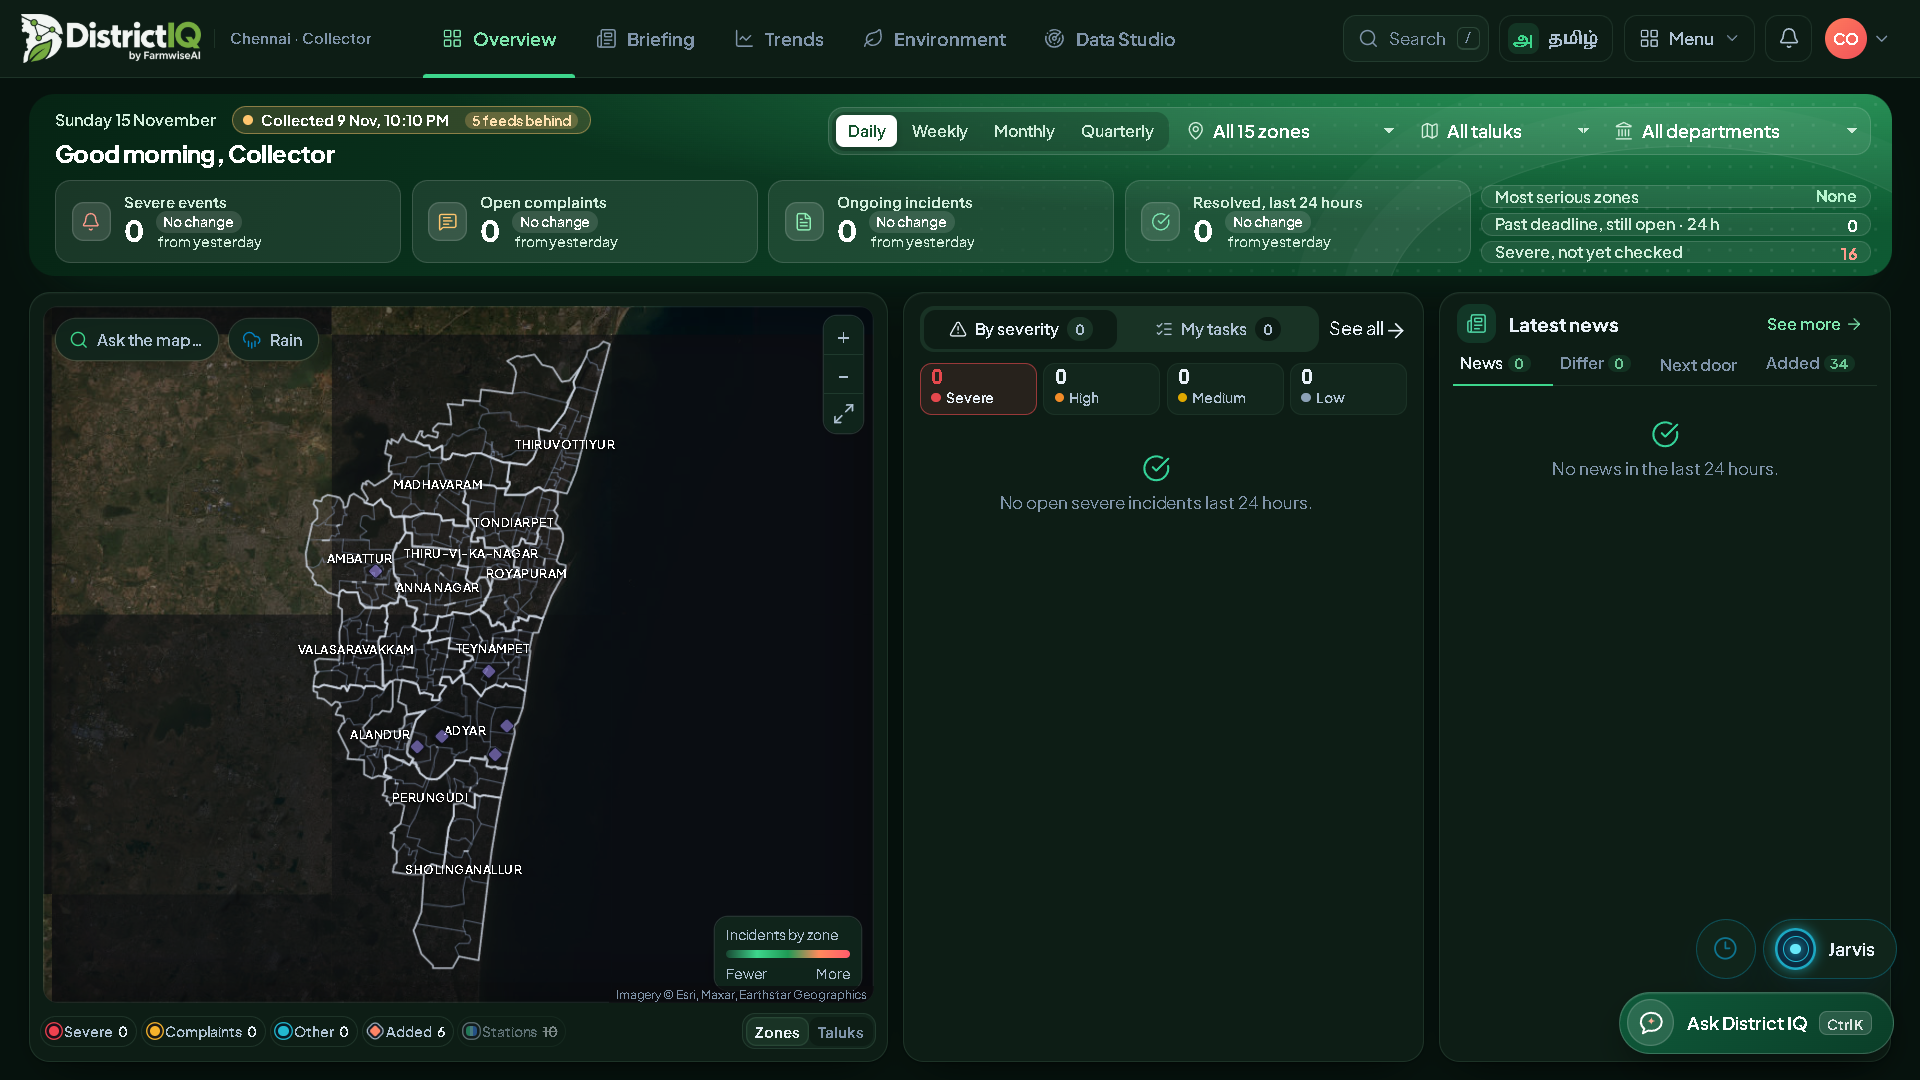 DistrictIQ
by FarmwiseAI
Chennai · Collector
Overview
Briefing
Trends
Environment
Data Studio
Search /
அ தமிழ்
Menu
CO
Sunday 15 November
Collected 9 Nov, 10:10 PM 5 feeds behind
Good morning, Collector
Daily Weekly Monthly Quarterly
All 15 zones
All taluks
All departments
Severe events
0 No change
from yesterday
Open complaints
0 No change
from yesterday
Ongoing incidents
0 No change
from yesterday
Resolved, last 24 hours
0 No change
from yesterday
Most serious zones None
Past deadline, still open · 24 h 0
Severe, not yet checked 16
Ask the map...
Rain
+
−
THIRUVOTTIYUR
MADHAVARAM
TONDIARPET
THIRU-VI-KA-NAGAR
AMBATTUR
ROYAPURAM
ANNA NAGAR
VALASARAVAKKAM
TEYNAMPET
ALANDUR
ADYAR
PERUNGUDI
SHOLINGANALLUR
Incidents by zone
Fewer More
Imagery © Esri, Maxar, Earthstar Geographics
Severe 0
Complaints 0
Other 0
Added 6
Stations 10
Zones Taluks
By severity 0
My tasks 0
See all
0
Severe
0
High
0
Medium
0
Low
No open severe incidents last 24 hours.
Latest news
See more
News 0
Differ 0
Next door
Added 34
No news in the last 24 hours.
Jarvis
Ask District IQ Ctrl K